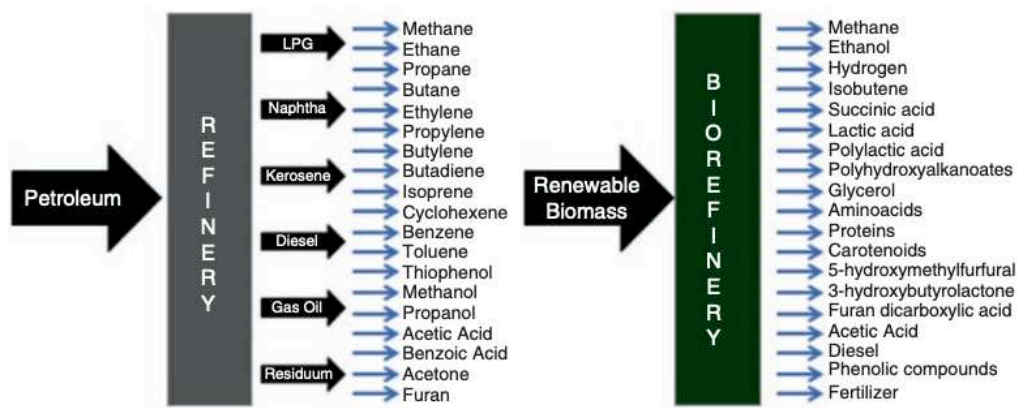 Petroleum
REFINERY
LPG
Naphtha
Kerosene
Diesel
Gas Oil
Residuum
Methane
Ethane
Propane
Butane
Ethylene
Propylene
Butylene
Butadiene
Isoprene
Cyclohexene
Benzene
Toluene
Thiophenol
Methanol
Propanol
Acetic Acid
Benzoic Acid
Acetone
Furan
Renewable
Biomass
BIOREFINERY
Methane
Ethanol
Hydrogen
Isobutene
Succinic acid
Lactic acid
Polylactic acid
Polyhydroxyalkanoates
Glycerol
Aminoacids
Proteins
Carotenoids
5-hydroxymethylfurfural
3-hydroxybutyrolactone
Furan dicarboxylic acid
Acetic Acid
Diesel
Phenolic compounds
Fertilizer